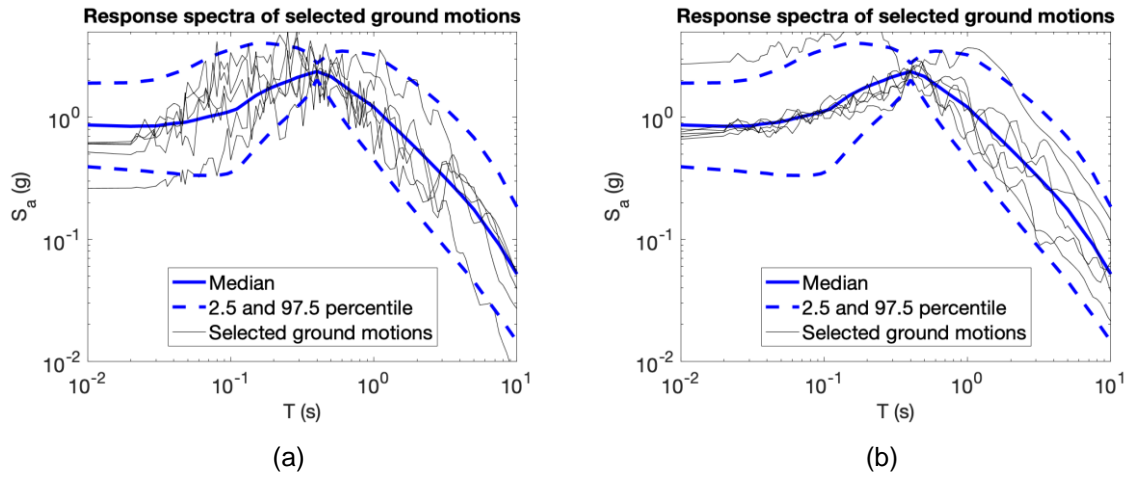 Response spectra of selected ground motions
S_a (g)
10^0
10^-1
10^-2
Median
2.5 and 97.5 percentile
Selected ground motions
10^-2
10^-1
10^0
10^1
T (s)
(a)
Response spectra of selected ground motions
S_a (g)
10^0
10^-1
10^-2
Median
2.5 and 97.5 percentile
Selected ground motions
10^-2
10^-1
10^0
10^1
T (s)
(b)